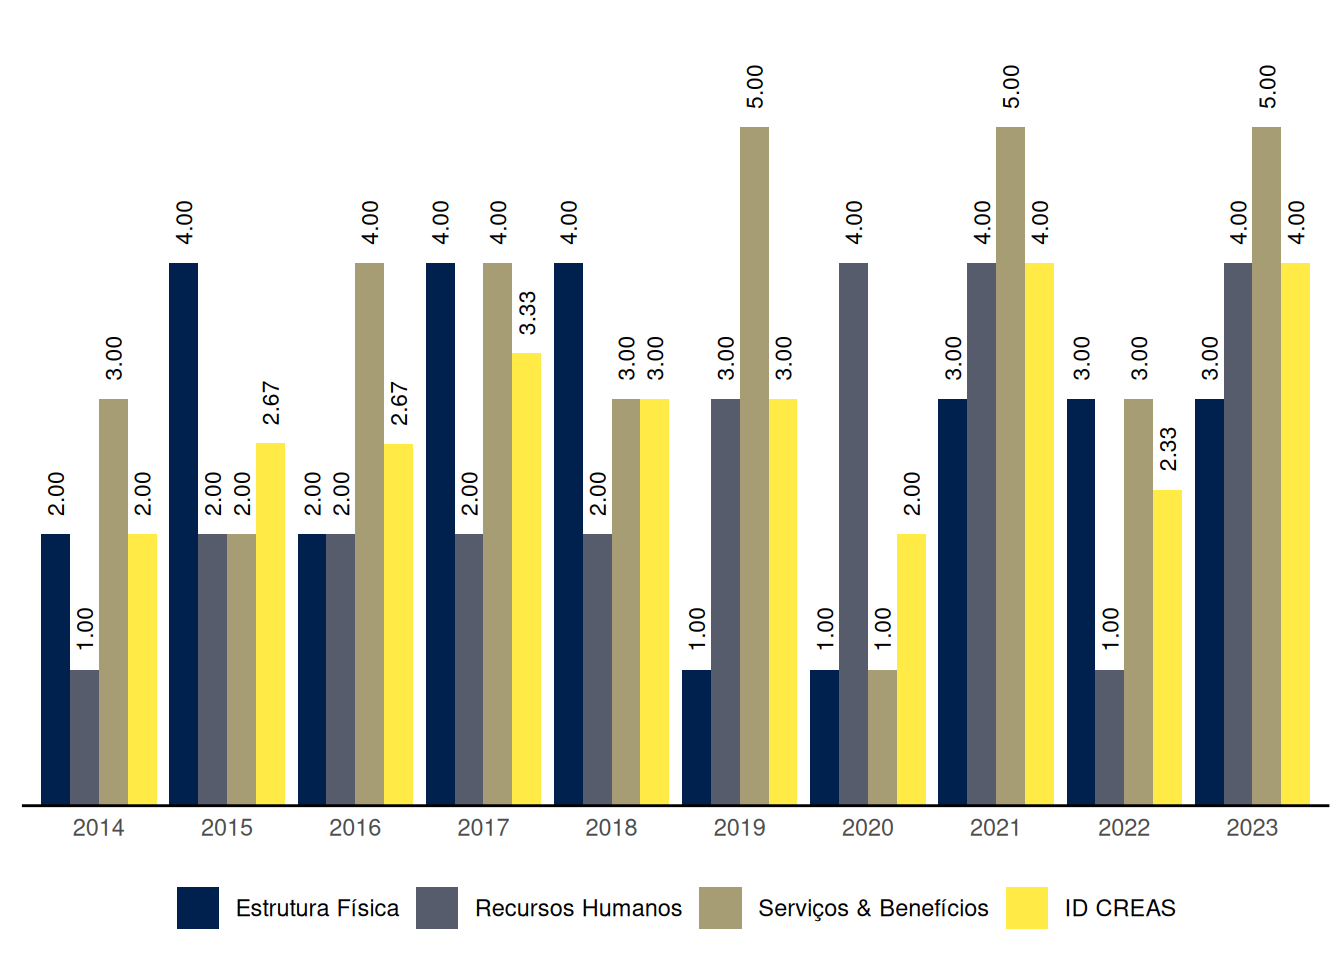 5.00 5.00 5.00
4.00 4.00 4.00 4.00 4.00 4.00 4.00 4.00 4.00
3.33
3.00 3.00 3.00 3.00 3.00 3.00 3.00 3.00 3.00
2.67 2.67
2.33
2.00 2.00 2.00 2.00 2.00 2.00 2.00 2.00 2.00
1.00 1.00 1.00 1.00 1.00
2014 2015 2016 2017 2018 2019 2020 2021 2022 2023
Estrutura Física Recursos Humanos Serviços & Benefícios ID CREAS